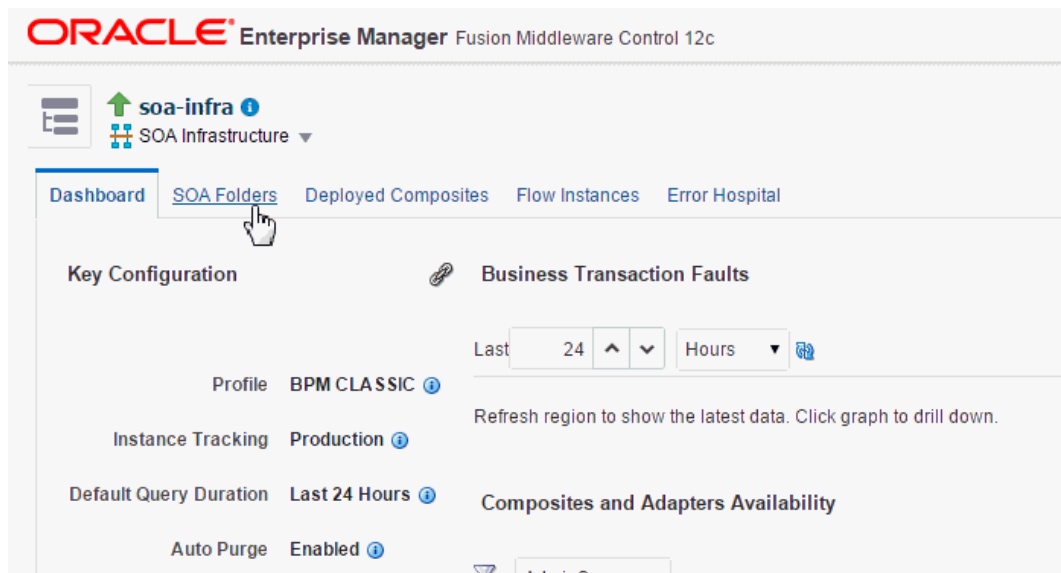 ORACLE Enterprise Manager Fusion Middleware Control 12c
soa-infra
SOA Infrastructure
Dashboard SOA Folders Deployed Composites Flow Instances Error Hospital
Key Configuration
Profile BPM CLASSIC
Instance Tracking Production
Default Query Duration Last 24 Hours
Auto Purge Enabled
Business Transaction Faults
Last 24 Hours
Refresh region to show the latest data. Click graph to drill down.
Composites and Adapters Availability